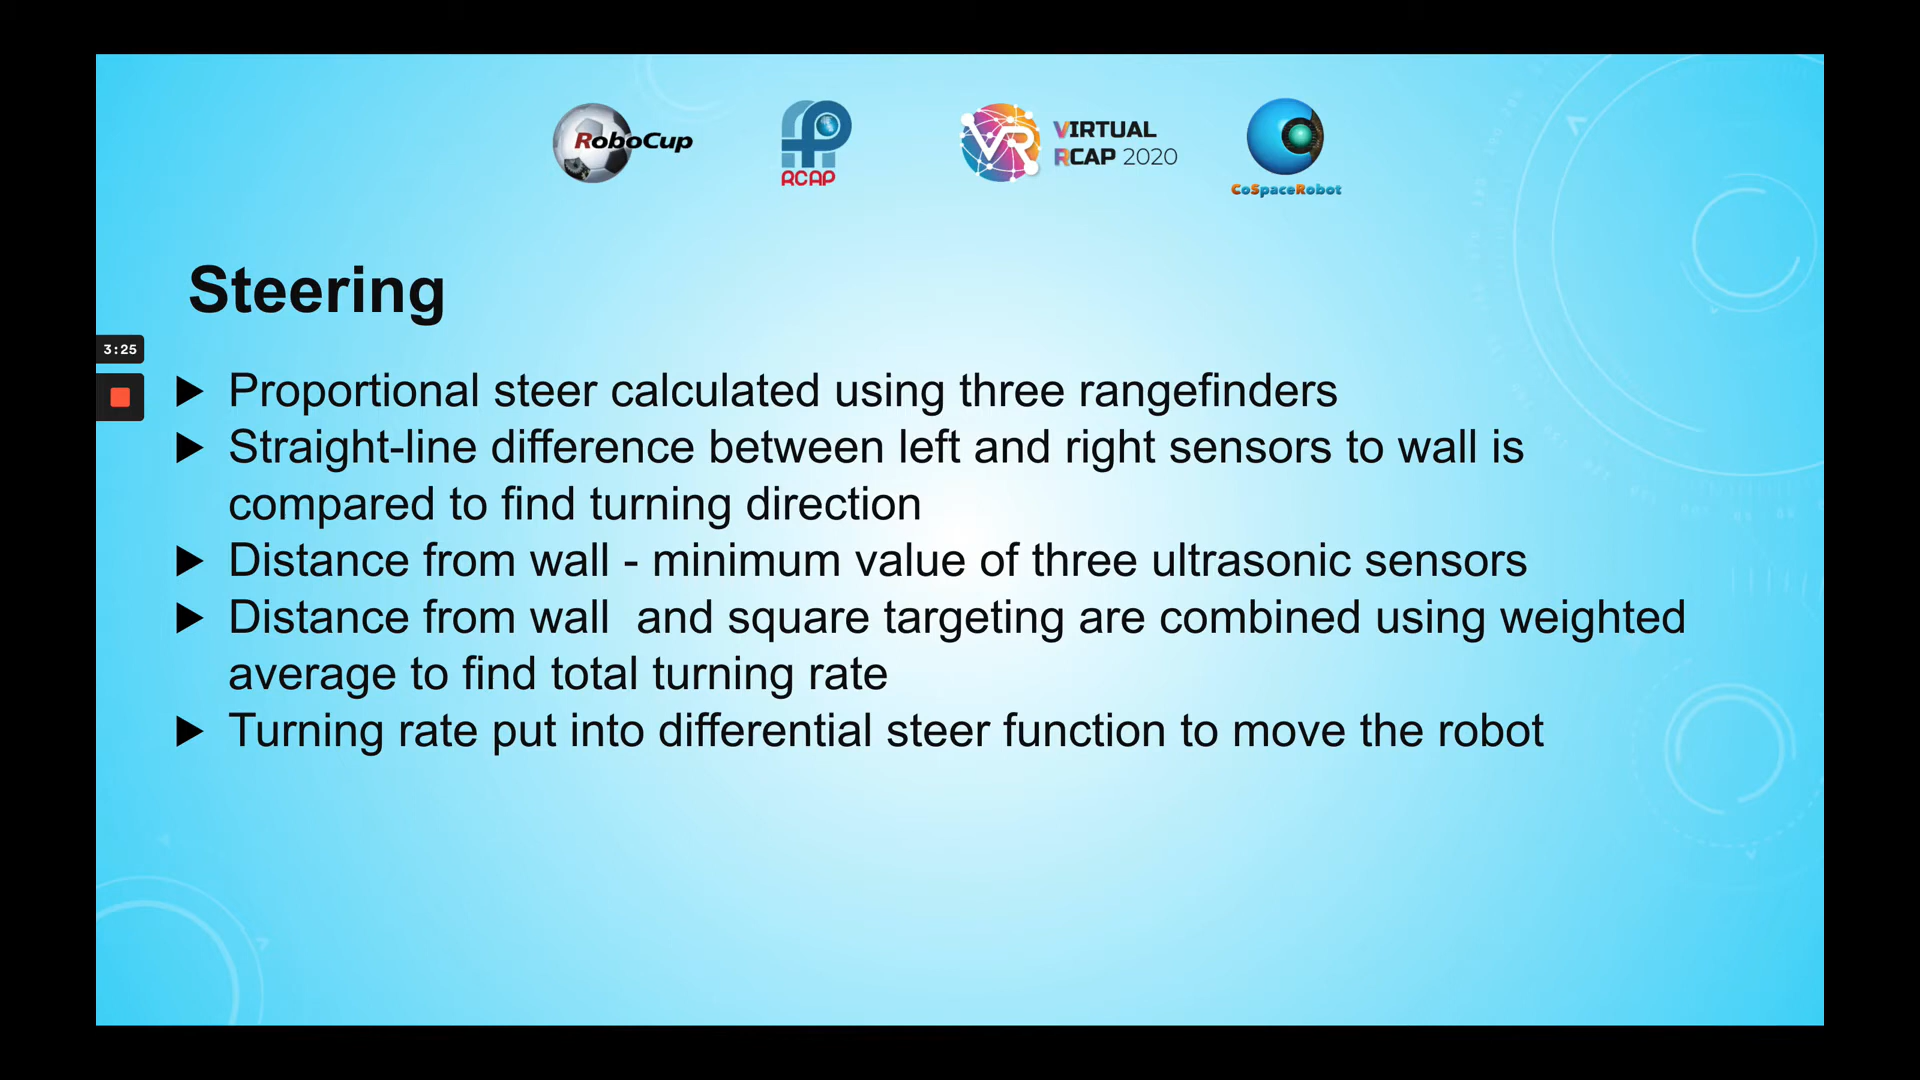 RoboCup
RCAP
VR
VIRTUAL
RCAP 2020
CoSpaceRobot
Steering
3:25
▶ Proportional steer calculated using three rangefinders
▶ Straight-line difference between left and right sensors to wall is
compared to find turning direction
▶ Distance from wall - minimum value of three ultrasonic sensors
▶ Distance from wall  and square targeting are combined using weighted
average to find total turning rate
▶ Turning rate put into differential steer function to move the robot